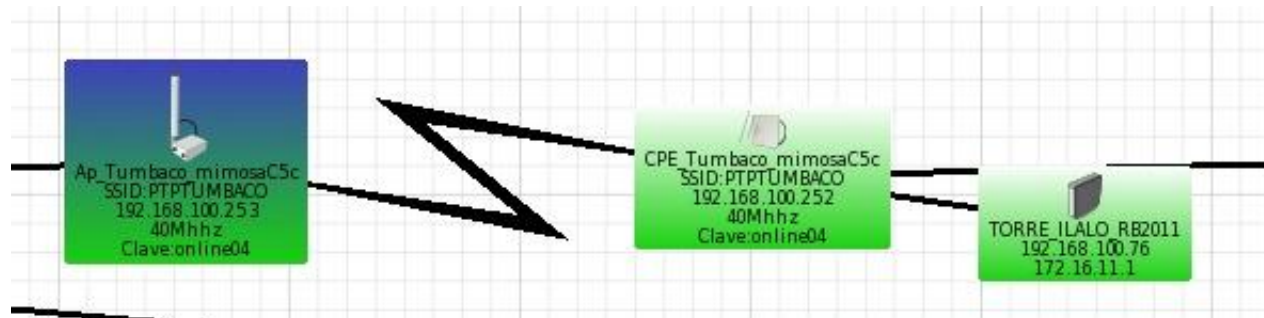 Ap_Tumbaco_mimosaC5c
SSID:PTPTUMBACO
192.168.100.253
40Mhhz
Clave:online04
CPE_Tumbaco_mimosaC5c
SSID:PTPTUMBACO
192.168.100.252
40Mhhz
Clave:online04
TORRE_ILALO_RB2011
192.168.100.76
172.16.11.1